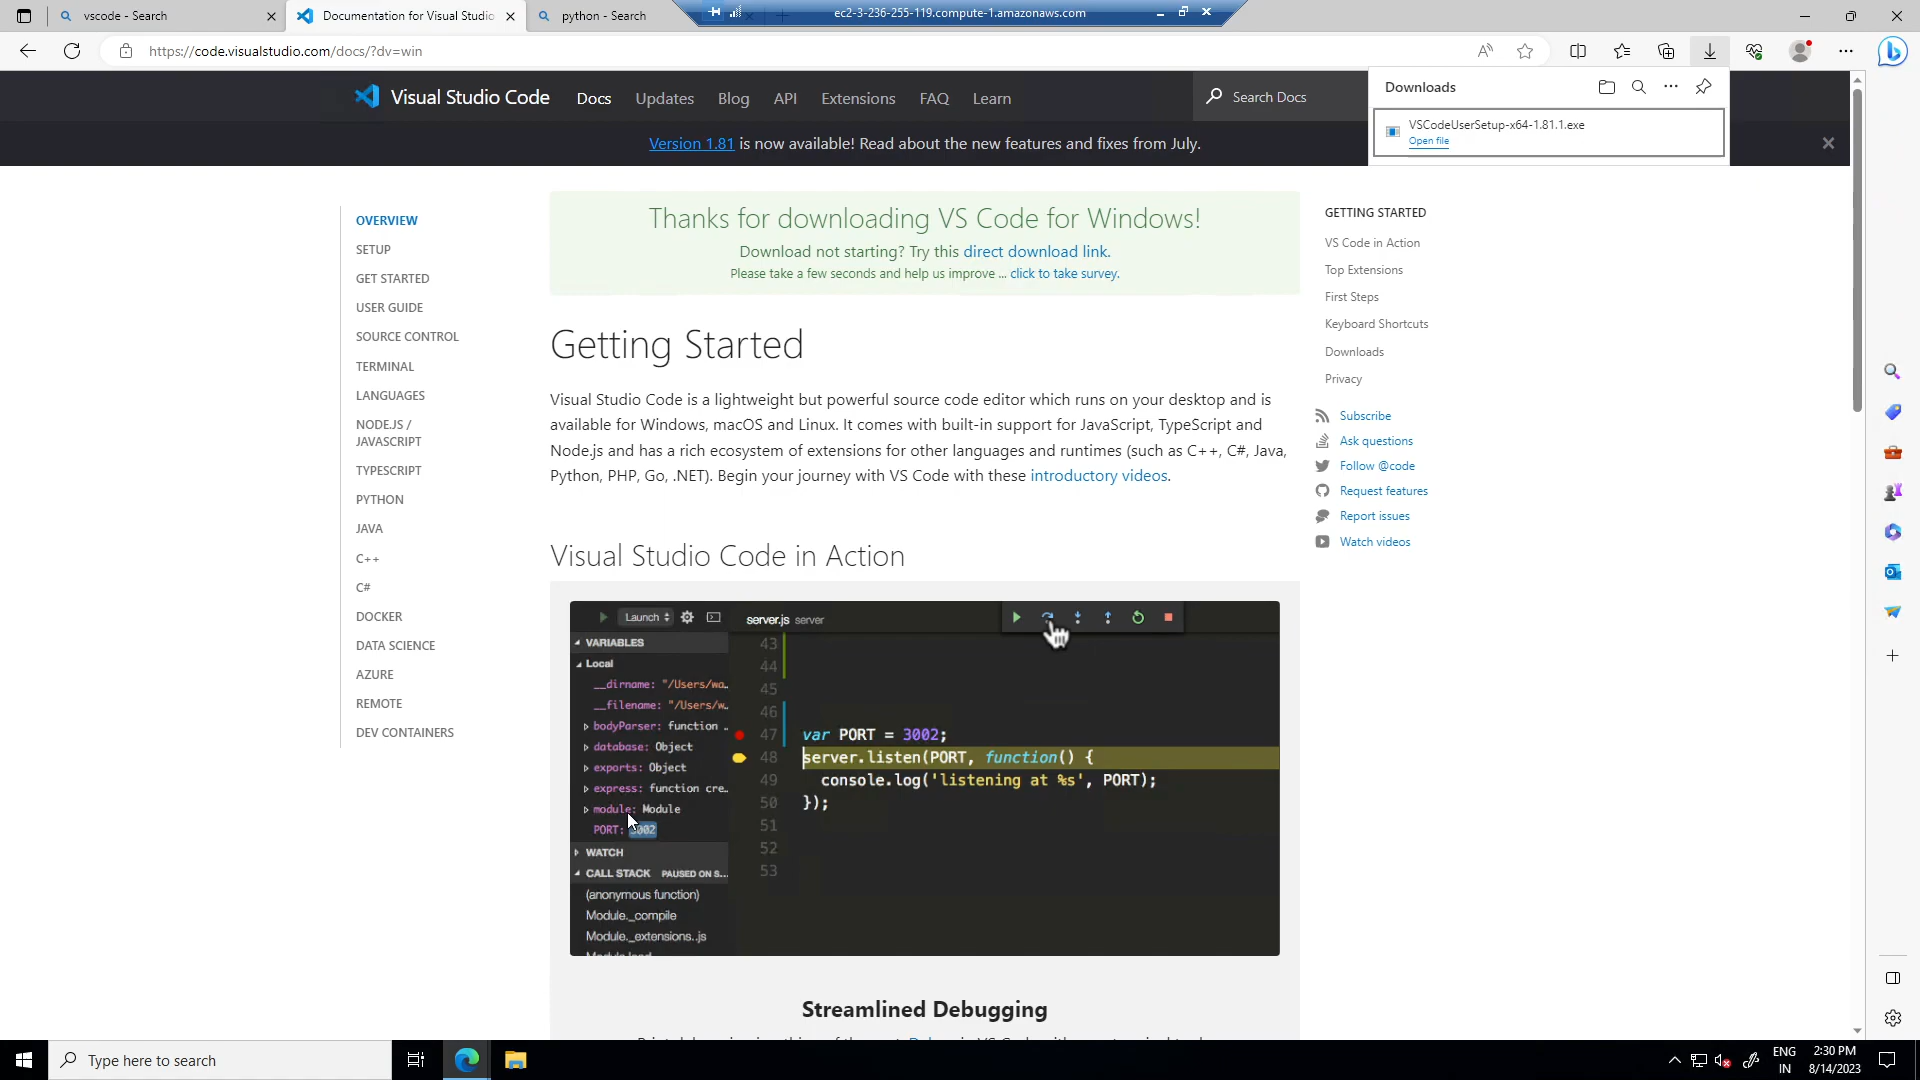 vscode - Search
Documentation for Visual Studio
python - Search
ec2-3-236-255-119.compute-1.amazonaws.com
https://code.visualstudio.com/docs/?dv=win
Visual Studio Code
Docs
Updates
Blog
API
Extensions
FAQ
Learn
Search Docs
Downloads
VSCodeUserSetup-x64-1.81.1.exe
Open file
Version 1.81 is now available! Read about the new features and fixes from July.
OVERVIEW
SETUP
GET STARTED
USER GUIDE
SOURCE CONTROL
TERMINAL
LANGUAGES
NODE.JS /
JAVASCRIPT
TYPESCRIPT
PYTHON
JAVA
C++
C#
DOCKER
DATA SCIENCE
AZURE
REMOTE
DEV CONTAINERS
Thanks for downloading VS Code for Windows!
Download not starting? Try this direct download link.
Please take a few seconds and help us improve ... click to take survey.
Getting Started
Visual Studio Code is a lightweight but powerful source code editor which runs on your desktop and is
available for Windows, macOS and Linux. It comes with built-in support for JavaScript, TypeScript and
Node.js and has a rich ecosystem of extensions for other languages and runtimes (such as C++, C#, Java,
Python, PHP, Go, .NET). Begin your journey with VS Code with these introductory videos.
Visual Studio Code in Action
Launch
server.js server
VARIABLES
Local
__dirname: "/Users/wa…
__filename: "/Users/w…
bodyParser: function …
database: Object
exports: Object
express: function cre…
module: Module
PORT: 3002
WATCH
CALL STACK PAUSED ON S…
(anonymous function)
Module._compile
Module._extensions..js
43
44
45
46
47 var PORT = 3002;
48 server.listen(PORT, function() {
49 console.log('listening at %s', PORT);
50 });
51
52
53
Streamlined Debugging
GETTING STARTED
VS Code in Action
Top Extensions
First Steps
Keyboard Shortcuts
Downloads
Privacy
Subscribe
Ask questions
Follow @code
Request features
Report issues
Watch videos
Type here to search
ENG
IN
2:30 PM
8/14/2023